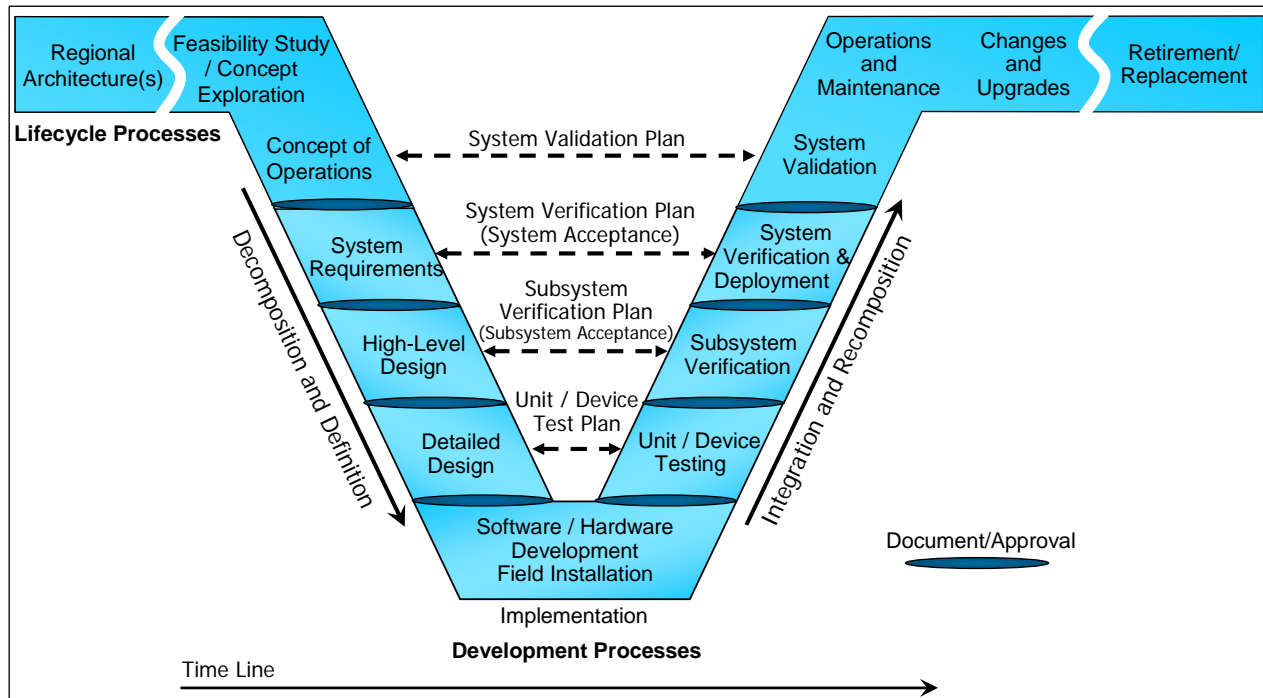 Regional
Architecture(s)
Feasibility Study
/ Concept
Exploration
Operations
and
Maintenance
Changes
and
Upgrades
Retirement/
Replacement
Lifecycle Processes
Concept of
Operations
System Validation Plan
System
Validation
System Verification Plan
(System Acceptance)
System
Requirements
System
Verification &
Deployment
Subsystem
Verification Plan
(Subsystem Acceptance)
High-Level
Design
Subsystem
Verification
Decomposition and Definition
Integration and Recomposition
Unit / Device
Test Plan
Detailed
Design
Unit / Device
Testing
Software / Hardware
Development
Field Installation
Document/Approval
Implementation
Development Processes
Time Line